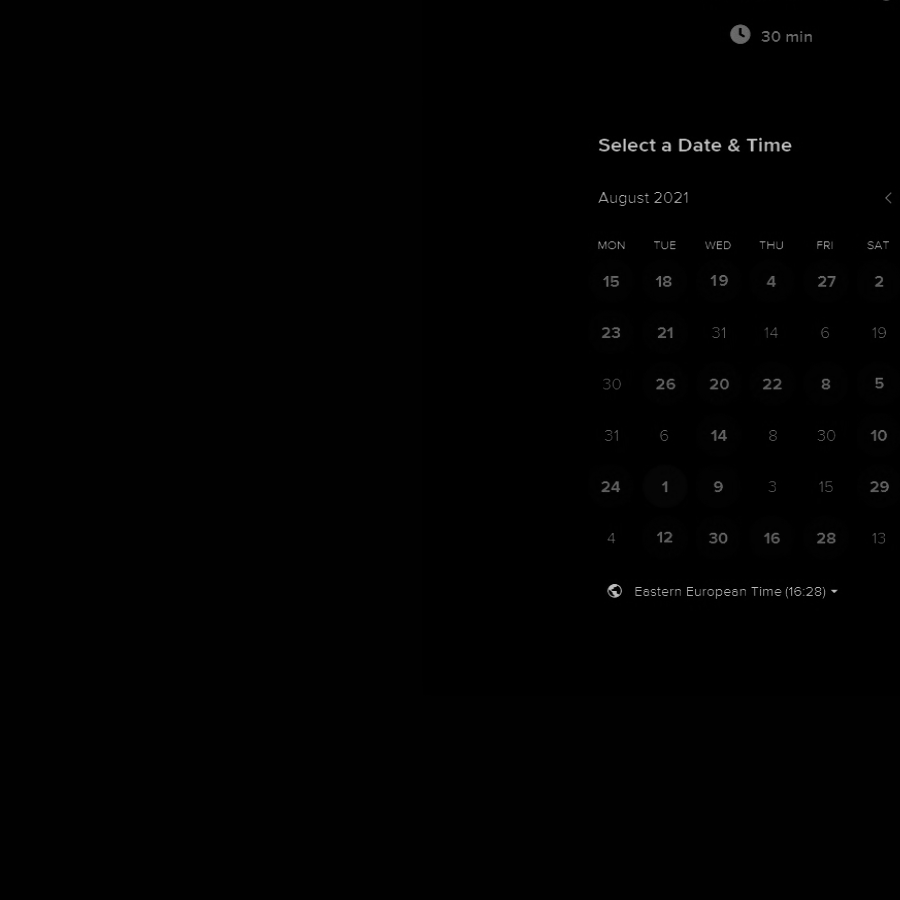 30 min
Select a Date & Time
August 2021
MON TUE WED THU FRI SAT
15 18 19 4 27 2
23 21 31 14 6 19
30 26 20 22 8 5
31 6 14 8 30 10
24 1 9 3 15 29
4 12 30 16 28 13
Eastern European Time (16:28)